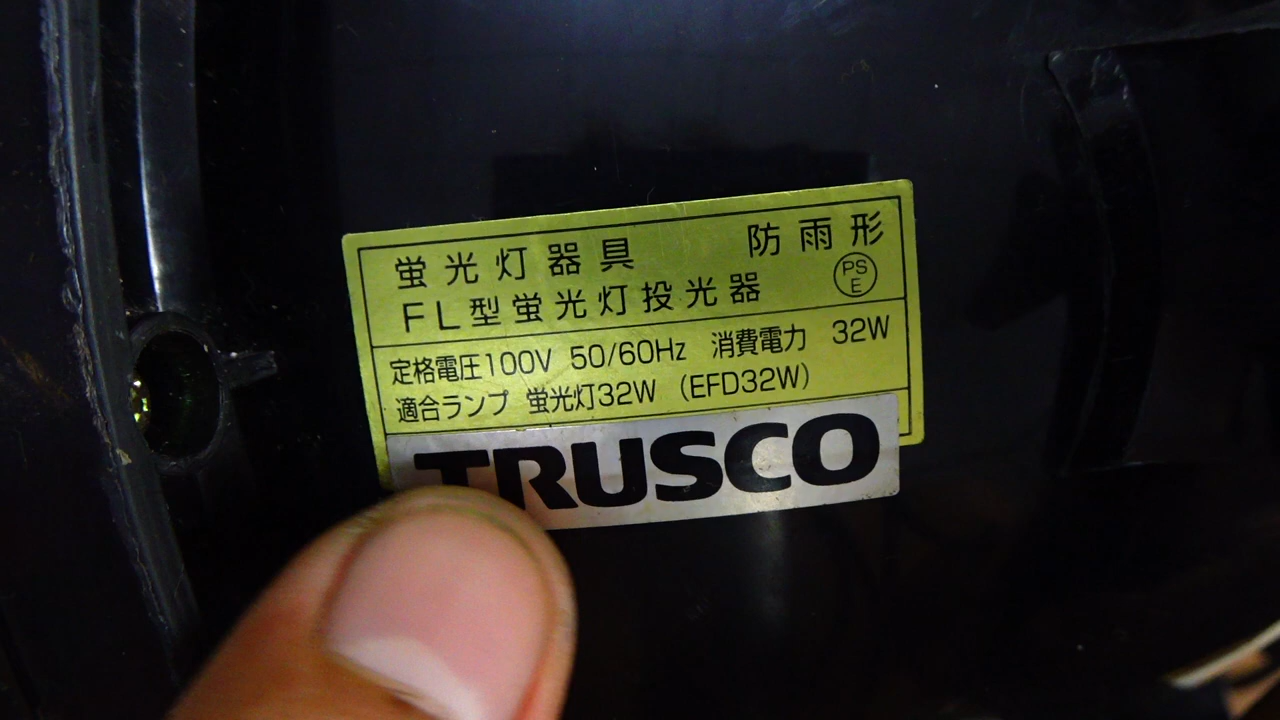 蛍光灯器具 防雨形
FL型蛍光灯投光器 PSE
定格電圧100V 50/60Hz 消費電力 32W
適合ランプ 蛍光灯32W (EFD32W)
TRUSCO